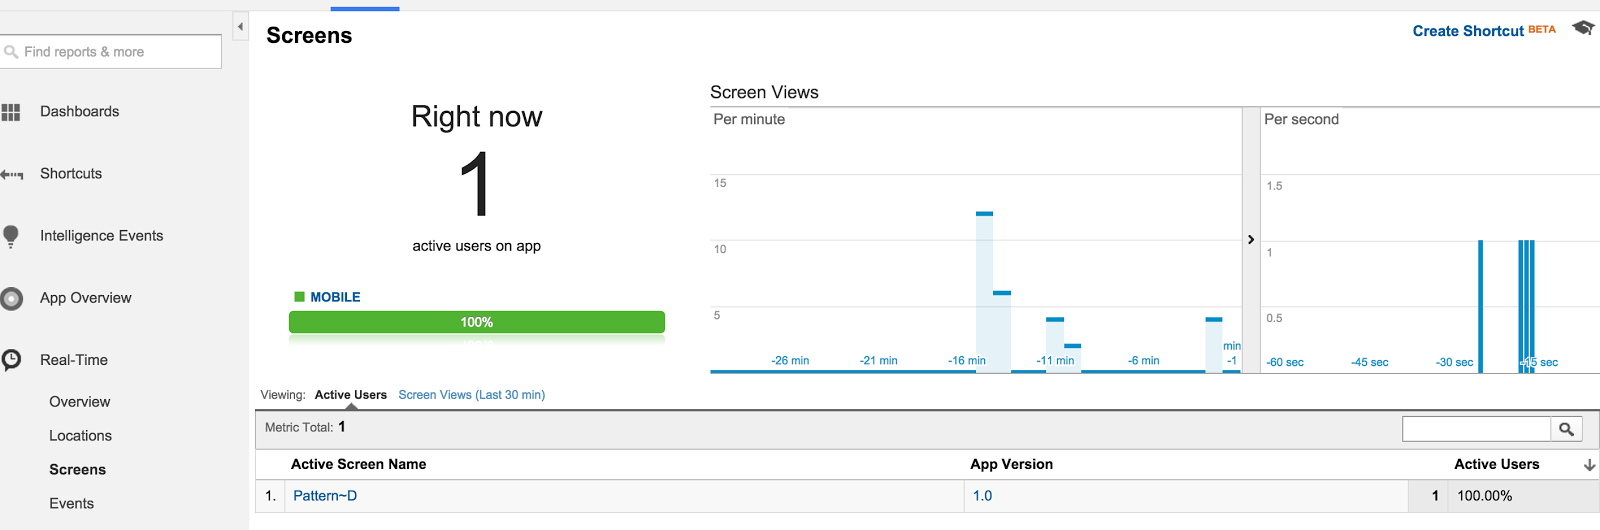 Screens
Create Shortcut BETA
Find reports & more
Dashboards
Shortcuts
Intelligence Events
App Overview
Real-Time
Overview
Locations
Screens
Events
Right now
1
active users on app
MOBILE
100%
Screen Views
Per minute
15
10
5
-26 min
-21 min
-16 min
-11 min
-6 min
min
-1
Per second
1.5
1
0.5
-60 sec
-45 sec
-30 sec
-15 sec
Viewing: Active Users Screen Views (Last 30 min)
Metric Total: 1
Active Screen Name App Version Active Users
1. Pattern~D 1.0 1 100.00%